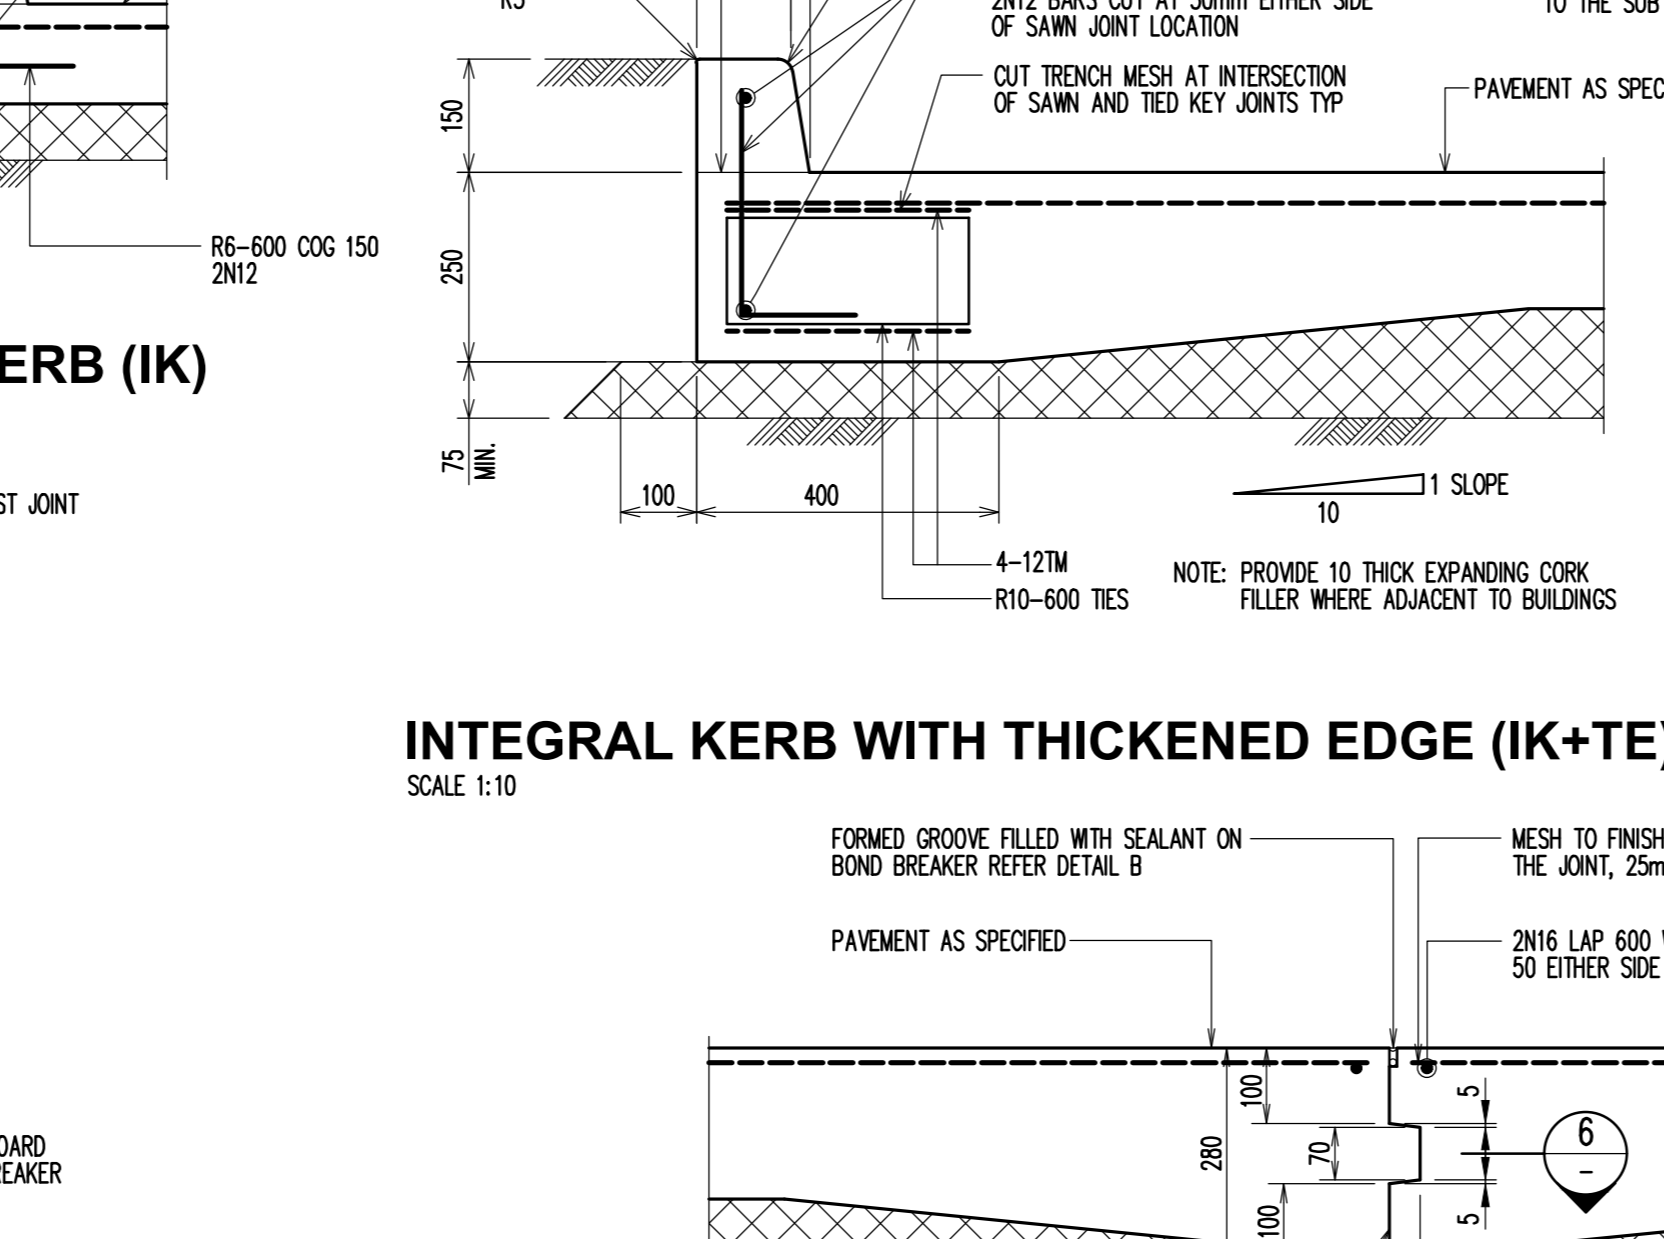 R5
2N12 BARS CUT AT 50mm EITHER SIDE
OF SAWN JOINT LOCATION
TO THE SUB
CUT TRENCH MESH AT INTERSECTION
OF SAWN AND TIED KEY JOINTS TYP
PAVEMENT AS SPEC
150
250
75
MIN.
R6-600 COG 150
2N12
ERB (IK)
ST JOINT
100
400
1 SLOPE
10
4-12TM
R10-600 TIES
NOTE: PROVIDE 10 THICK EXPANDING CORK
FILLER WHERE ADJACENT TO BUILDINGS
INTEGRAL KERB WITH THICKENED EDGE (IK+TE)
SCALE 1:10
FORMED GROOVE FILLED WITH SEALANT ON
BOND BREAKER REFER DETAIL B
MESH TO FINISH
THE JOINT, 25m
PAVEMENT AS SPECIFIED
2N16 LAP 600
50 EITHER SIDE
100
280
70
100
5
5
6
-
OARD
REAKER